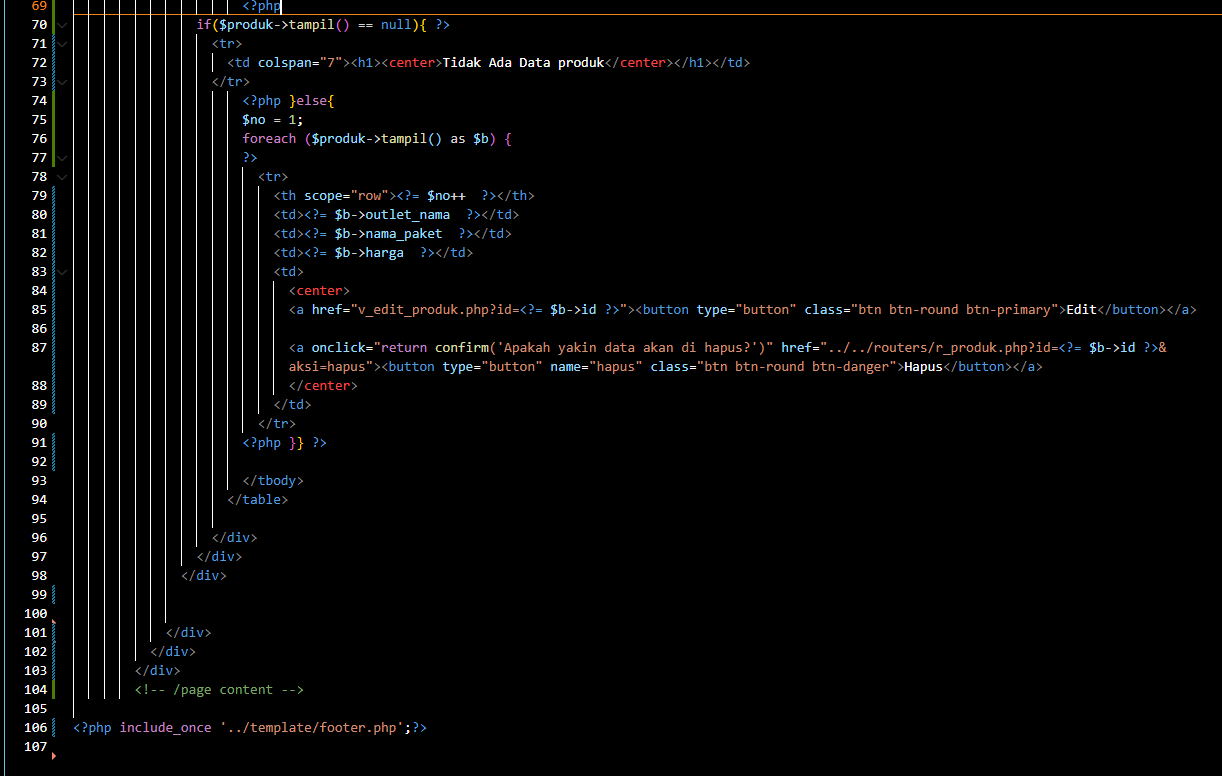 69 <?php
70 if($produk->tampil() == null){ ?>
71 <tr>
72 <td colspan="7"><h1><center>Tidak Ada Data produk</center></h1></td>
73 </tr>
74 <?php }else{
75 $no = 1;
76 foreach ($produk->tampil() as $b) {
77 ?>
78 <tr>
79 <th scope="row"><?= $no++  ?></th>
80 <td><?= $b->outlet_nama  ?></td>
81 <td><?= $b->nama_paket  ?></td>
82 <td><?= $b->harga  ?></td>
83 <td>
84 <center>
85 <a href="v_edit_produk.php?id=<?= $b->id ?>"><button type="button" class="btn btn-round btn-primary">Edit</button></a>
86
87 <a onclick="return confirm('Apakah yakin data akan di hapus?')" href="../../routers/r_produk.php?id=<?= $b->id ?>&
aksi=hapus"><button type="button" name="hapus" class="btn btn-round btn-danger">Hapus</button></a>
88 </center>
89 </td>
90 </tr>
91 <?php }} ?>
92
93 </tbody>
94 </table>
95
96 </div>
97 </div>
98 </div>
99
100
101 </div>
102 </div>
103 </div>
104 <!-- /page content -->
105
106 <?php include_once '../template/footer.php';?>
107